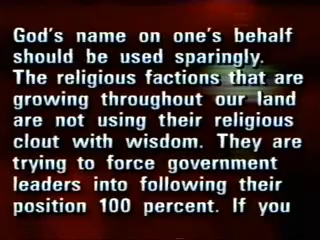 God's name on one's behalf
should be used sparingly.
The religious factions that are
growing throughout our land
are not using their religious
clout with wisdom. They are
trying to force government
leaders into following their
position 100 percent. If you